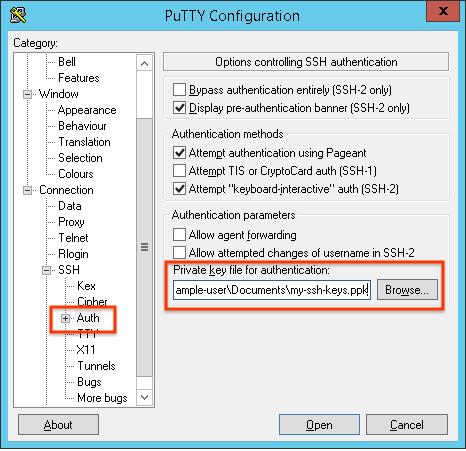 PuTTY Configuration
Category:
Bell
Features
Window
Appearance
Behaviour
Translation
Selection
Colours
Connection
Data
Proxy
Telnet
Rlogin
SSH
Kex
Cipher
Auth
TTY
X11
Tunnels
Bugs
More bugs
Options controlling SSH authentication
Bypass authentication entirely (SSH-2 only)
Display pre-authentication banner (SSH-2 only)
Authentication methods
Attempt authentication using Pageant
Attempt TIS or CryptoCard auth (SSH-1)
Attempt "keyboard-interactive" auth (SSH-2)
Authentication parameters
Allow agent forwarding
Allow attempted changes of username in SSH-2
Private key file for authentication:
ample-user\Documents\my-ssh-keys.ppk
Browse...
About
Open
Cancel